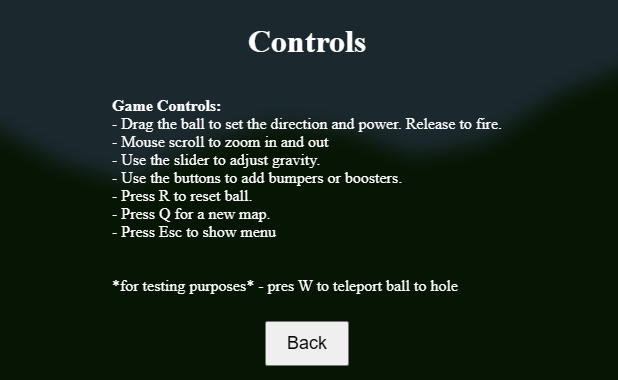 Controls
Game Controls:
- Drag the ball to set the direction and power. Release to fire.
- Mouse scroll to zoom in and out
- Use the slider to adjust gravity.
- Use the buttons to add bumpers or boosters.
- Press R to reset ball.
- Press Q for a new map.
- Press Esc to show menu
*for testing purposes* - pres W to teleport ball to hole
Back